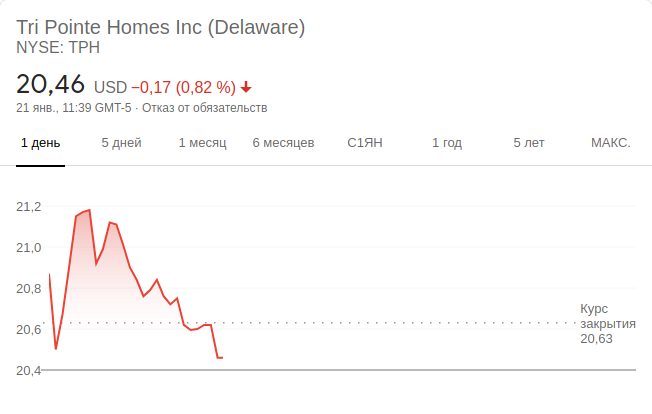 Tri Pointe Homes Inc (Delaware)
NYSE: TPH
20,46 USD −0,17 (0,82 %)
21 янв., 11:39 GMT-5 · Отказ от обязательств
1 день 5 дней 1 месяц 6 месяцев С1ЯН 1 год 5 лет МАКС.
21,2
21,0
20,8
20,6
20,4
Курс
закрытия
20,63